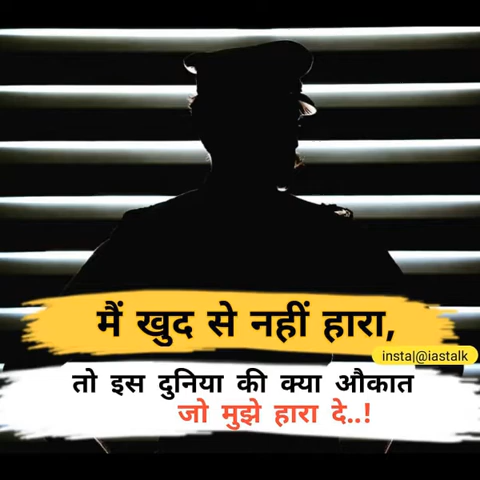 मैं खुद से नहीं हारा,
insta|@iastalk
तो इस दुनिया की क्या औकात
जो मुझे हारा दे..!